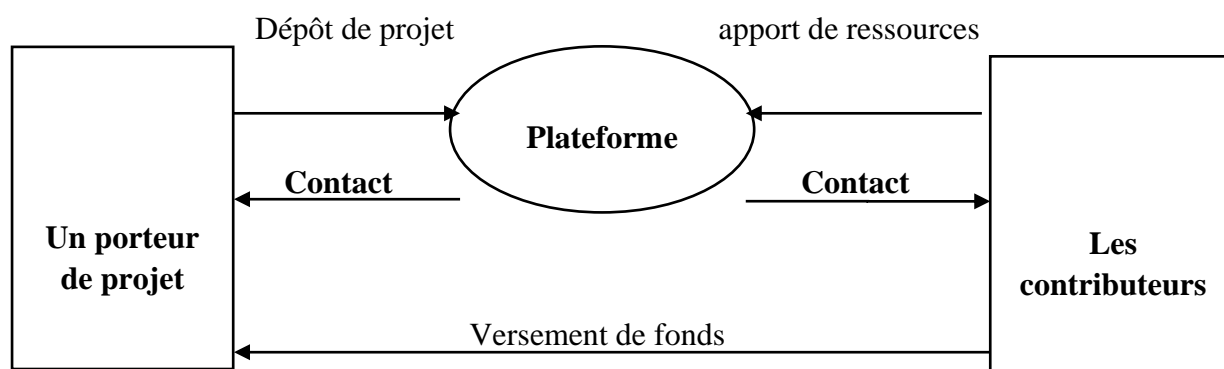 Dépôt de projet
apport de ressources
Plateforme
Contact
Contact
Un porteur
de projet
Les
contributeurs
Versement de fonds